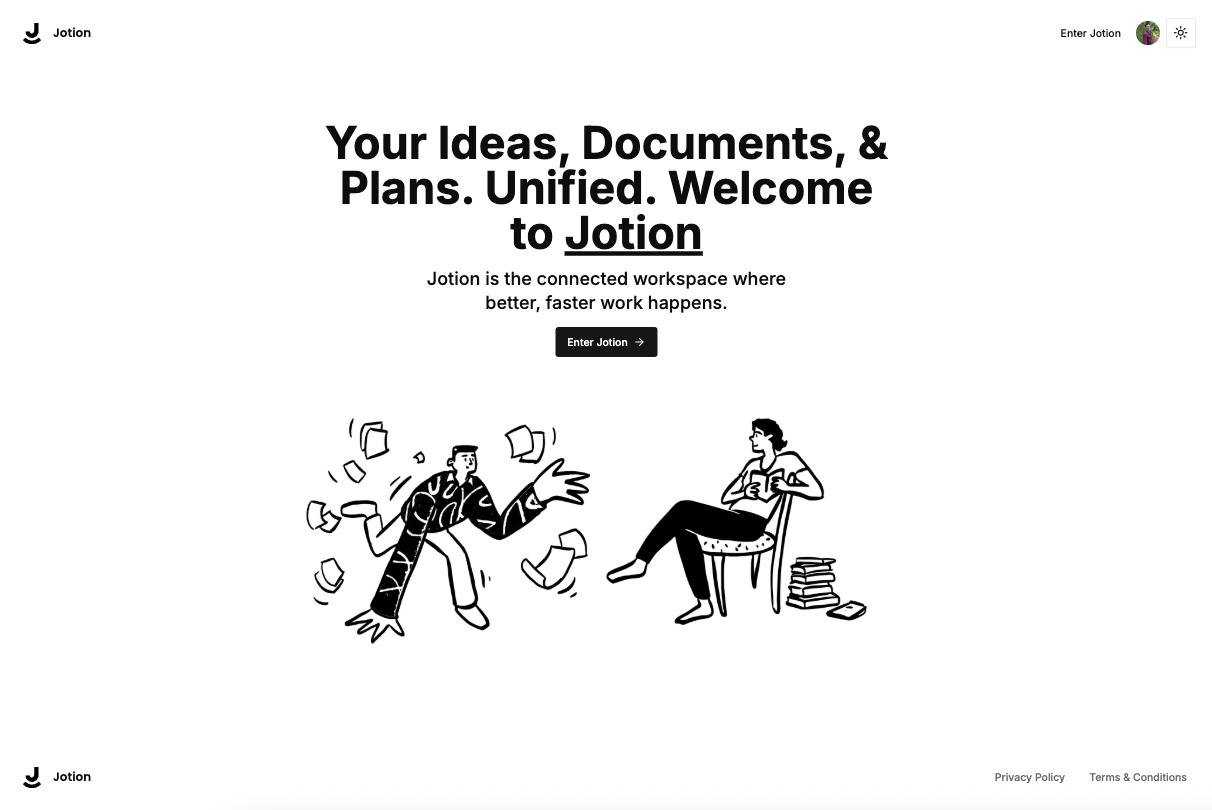 Jotion
Enter Jotion
Your Ideas, Documents, &
Plans. Unified. Welcome
to Jotion
Jotion is the connected workspace where
better, faster work happens.
Enter Jotion
Jotion
Privacy Policy
Terms & Conditions